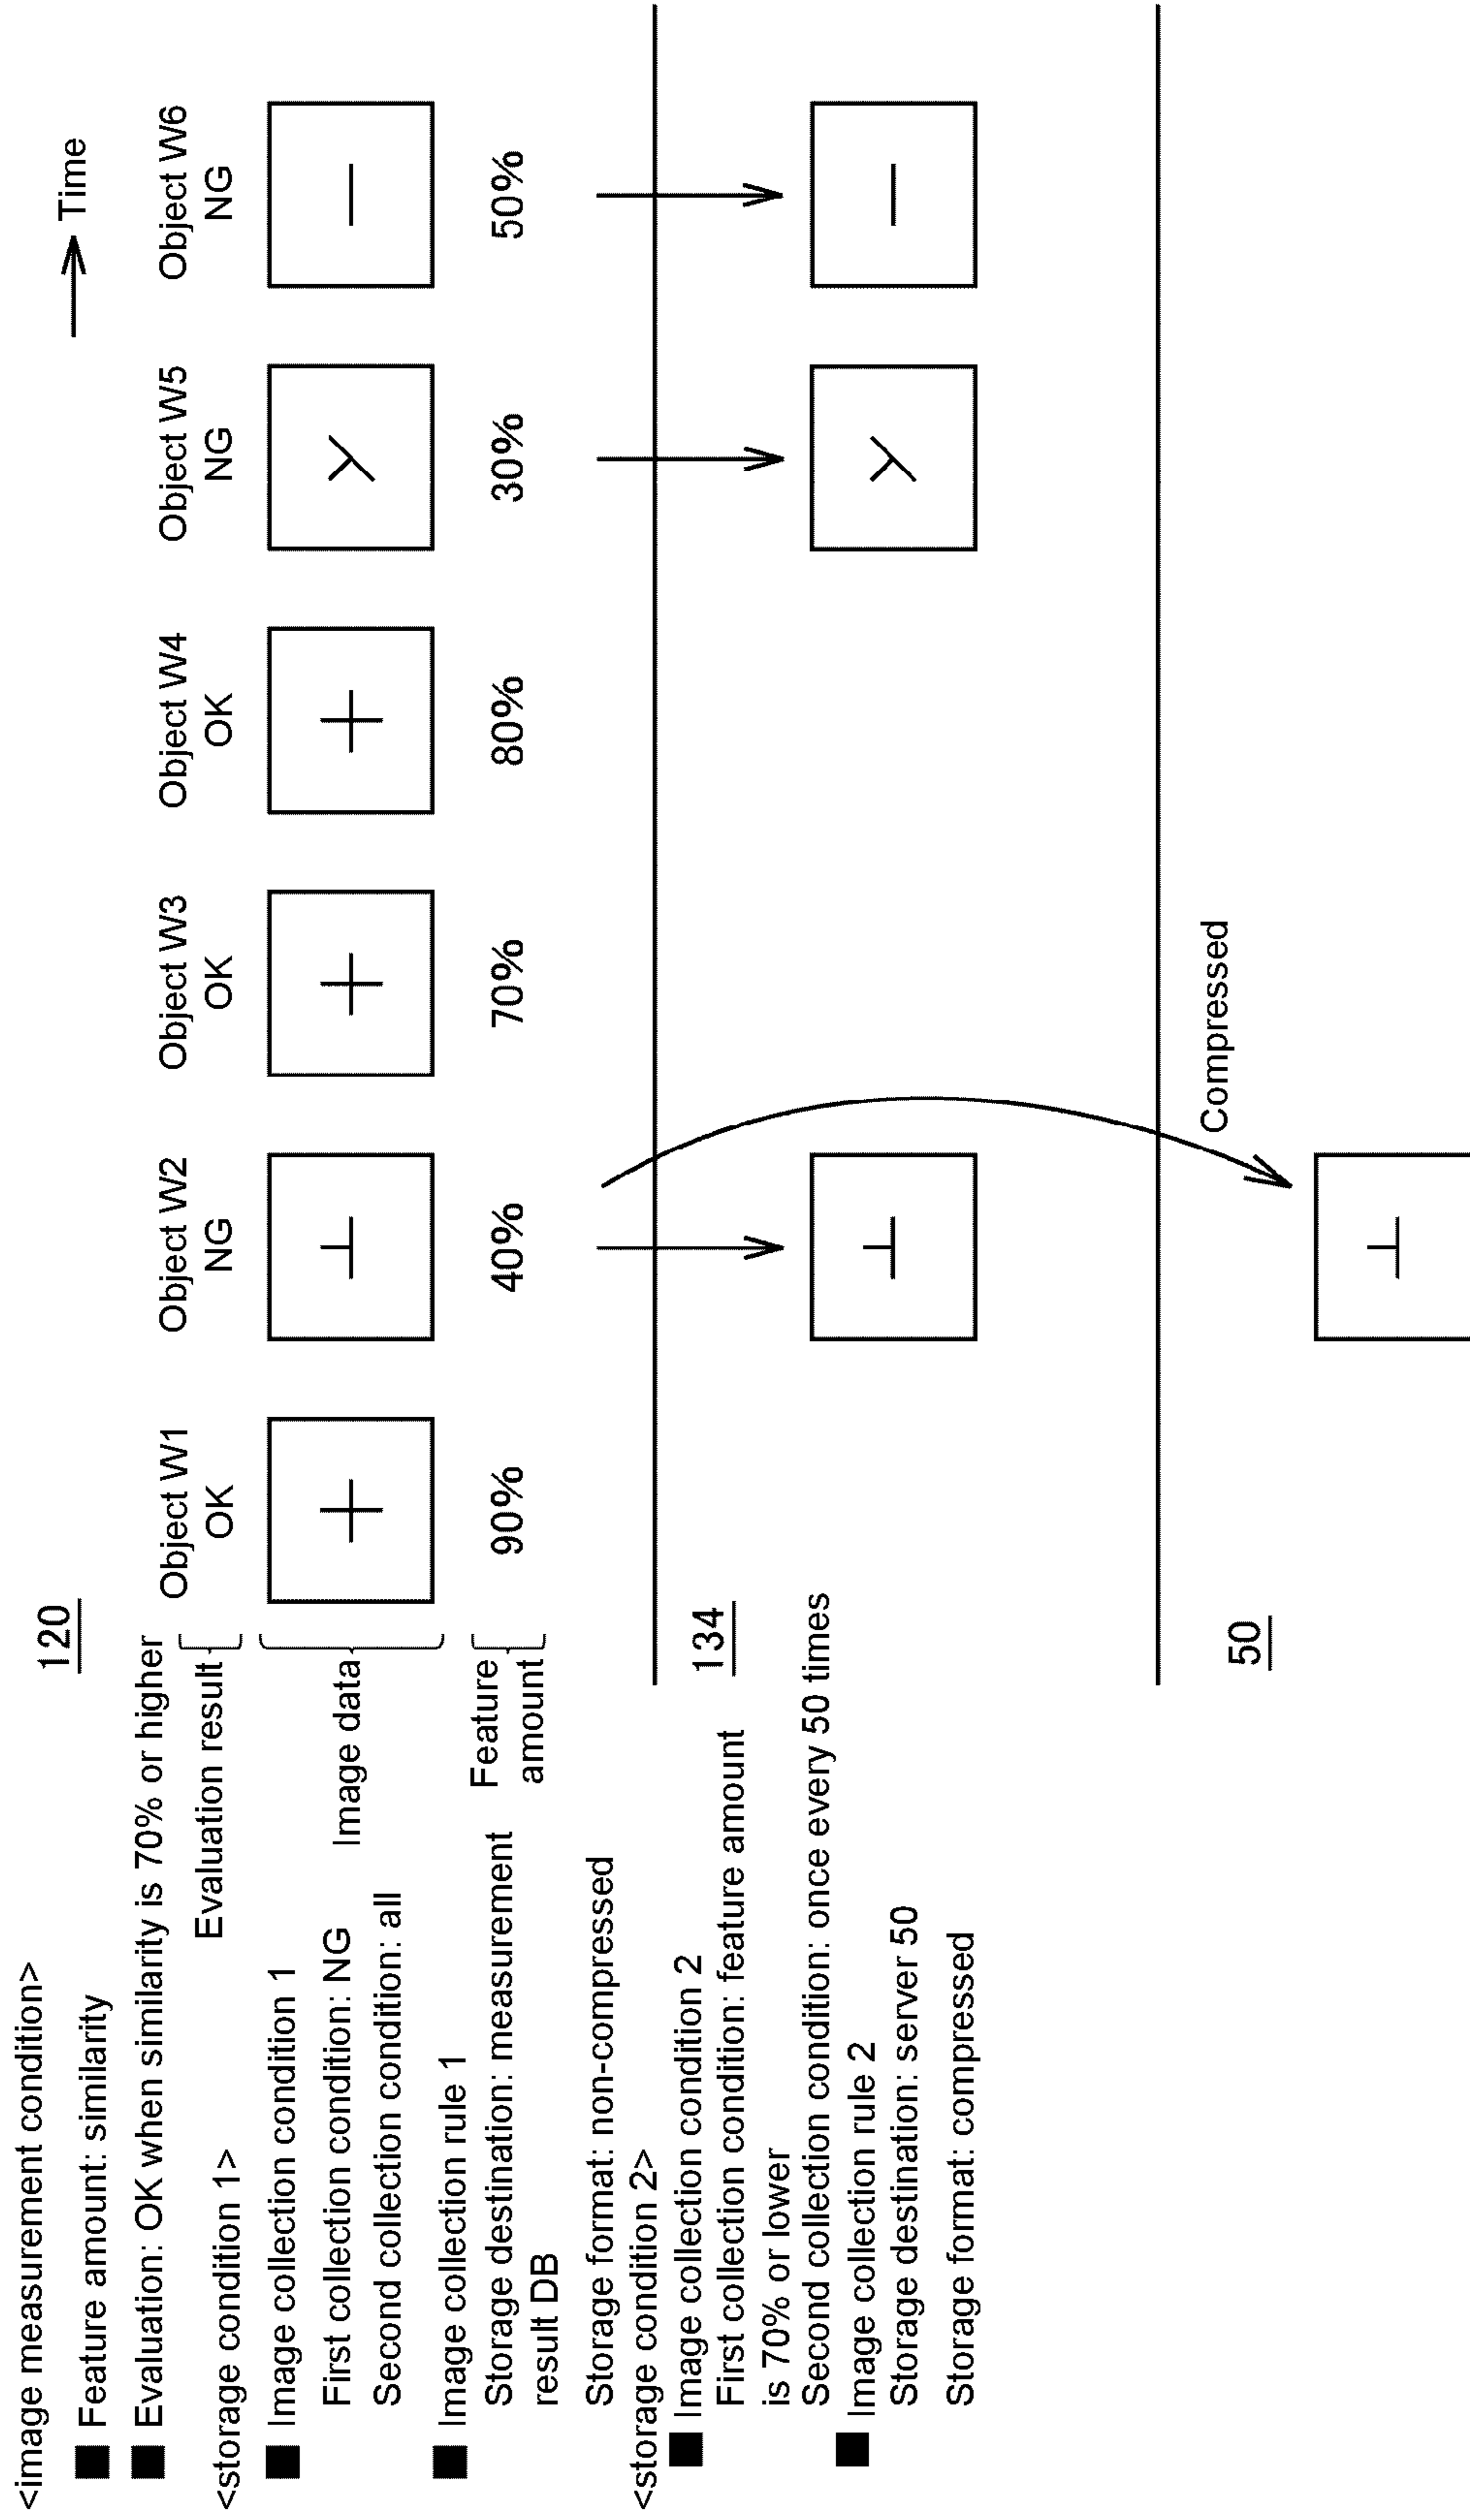 <image measurement condition>
■ Feature amount: similarity
■ Evaluation: OK when similarity is 70% or higher
Evaluation result
<storage condition 1>
■ Image collection condition 1
First collection condition: NG
Second collection condition: all
Image data
■ Image collection rule 1
Storage destination: measurement
result DB
Storage format: non-compressed
Feature
amount
<storage condition 2>
■ Image collection condition 2
First collection condition: feature amount
is 70% or lower
Second collection condition: once every 50 times
■ Image collection rule 2
Storage destination: server 50
Storage format: compressed
120
Time
Object W1
OK
90%
Object W2
NG
40%
Object W3
OK
70%
Object W4
OK
80%
Object W5
NG
30%
Object W6
NG
50%
134
50
Compressed